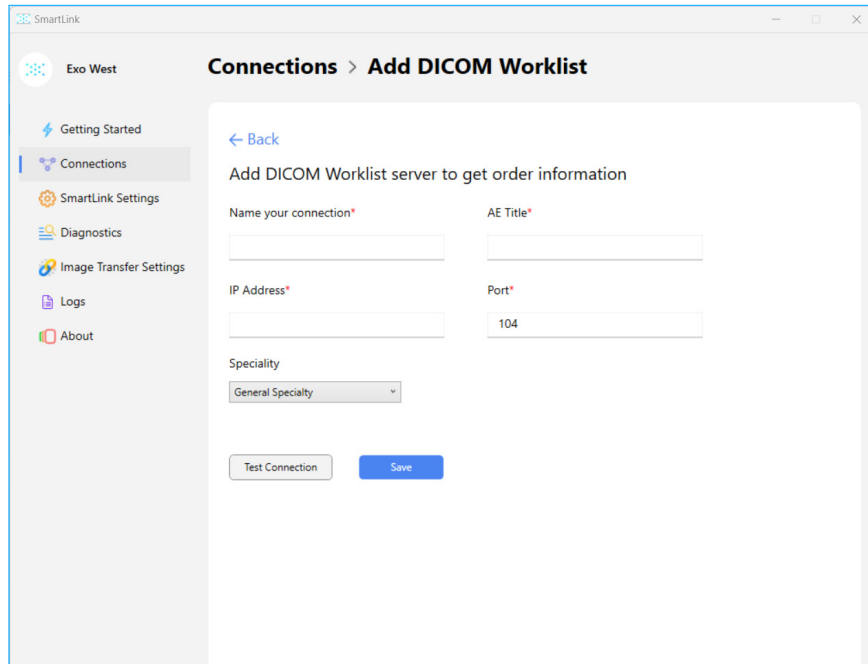 SmartLink
Exo West
Connections > Add DICOM Worklist
Getting Started
Connections
SmartLink Settings
Diagnostics
Image Transfer Settings
Logs
About
← Back
Add DICOM Worklist server to get order information
Name your connection* AE Title*
IP Address* Port*
104
Speciality
General Specialty
Test Connection Save